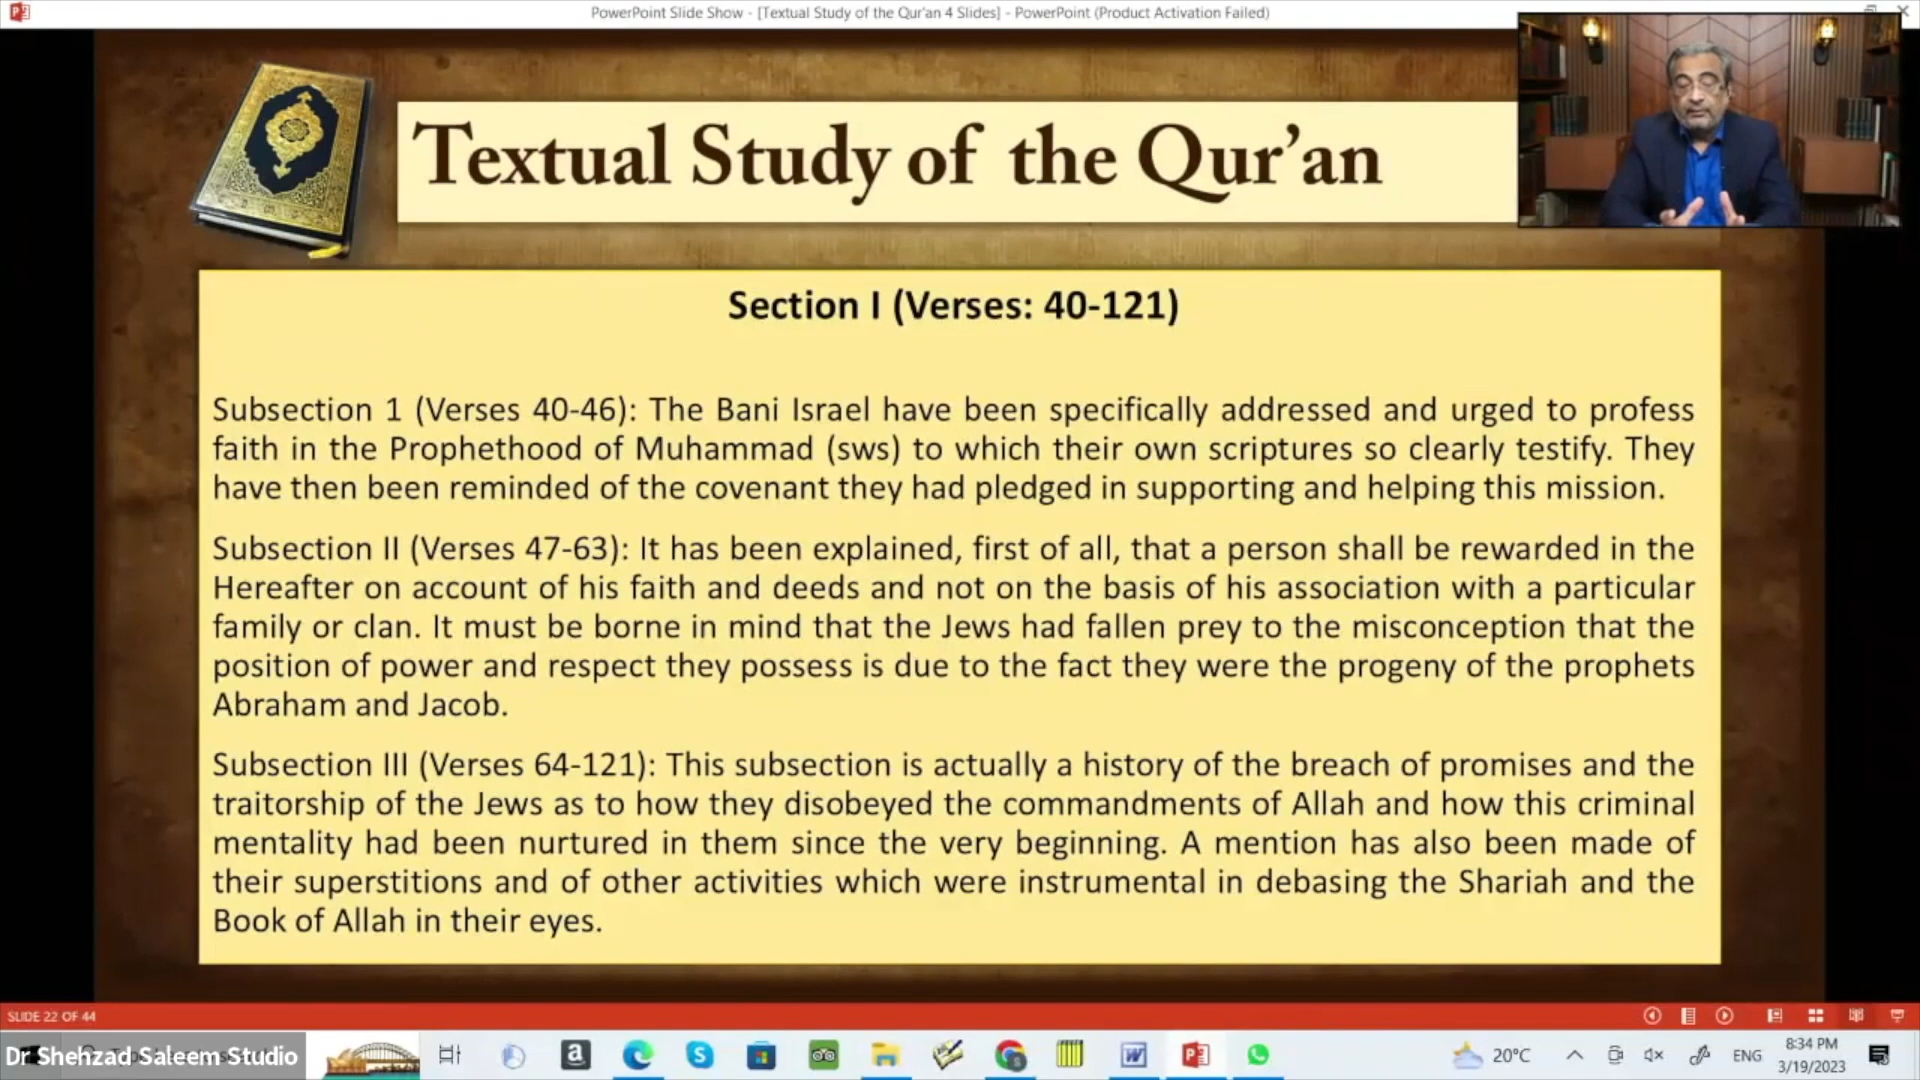 PowerPoint Slide Show - [Textual Study of the Qur'an 4 Slides] - PowerPoint (Product Activation Failed)
Textual Study of the Qur’an
Section I (Verses: 40-121)
Subsection 1 (Verses 40-46): The Bani Israel have been specifically addressed and urged to profess
faith in the Prophethood of Muhammad (sws) to which their own scriptures so clearly testify. They
have then been reminded of the covenant they had pledged in supporting and helping this mission.
Subsection II (Verses 47-63): It has been explained, first of all, that a person shall be rewarded in the
Hereafter on account of his faith and deeds and not on the basis of his association with a particular
family or clan. It must be borne in mind that the Jews had fallen prey to the misconception that the
position of power and respect they possess is due to the fact they were the progeny of the prophets
Abraham and Jacob.
Subsection III (Verses 64-121): This subsection is actually a history of the breach of promises and the
traitorship of the Jews as to how they disobeyed the commandments of Allah and how this criminal
mentality had been nurtured in them since the very beginning. A mention has also been made of
their superstitions and of other activities which were instrumental in debasing the Shariah and the
Book of Allah in their eyes.
SLIDE 22 OF 44
Dr Shehzad Saleem Studio
20°C
ENG
8:34 PM
3/19/2023